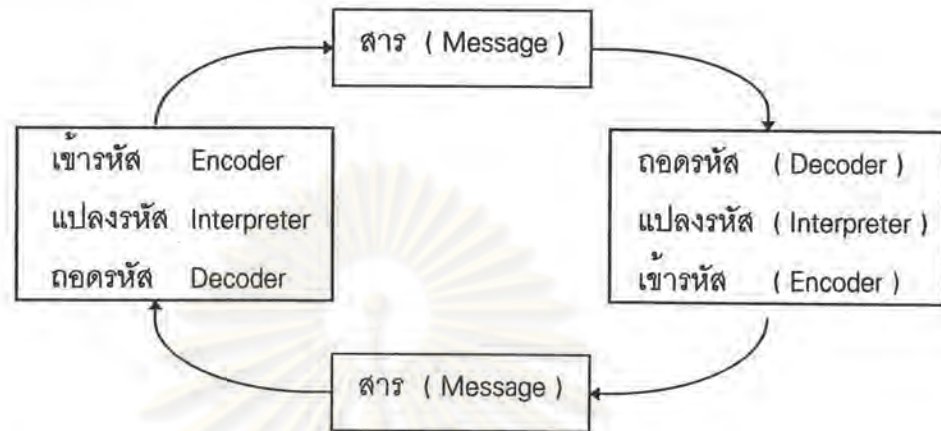 สาร ( Message )
เข้ารหัส Encoder
แปลงรหัส Interpreter
ถอดรหัส Decoder
ถอดรหัส ( Decoder )
แปลงรหัส ( Interpreter )
เข้ารหัส ( Encoder )
สาร ( Message )